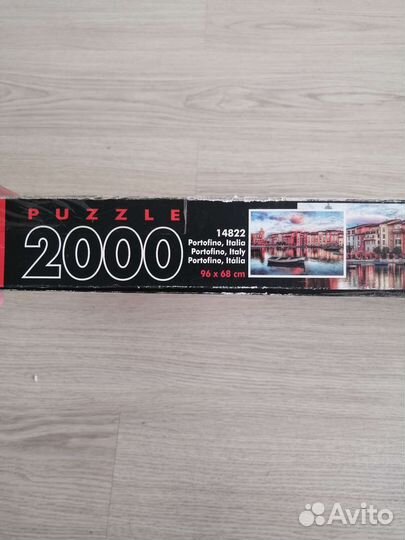 PUZZLE
2000
14822
Portofino, Italia
Portofino, Italy
Portofino, Itália
96 x 68 cm
Avito